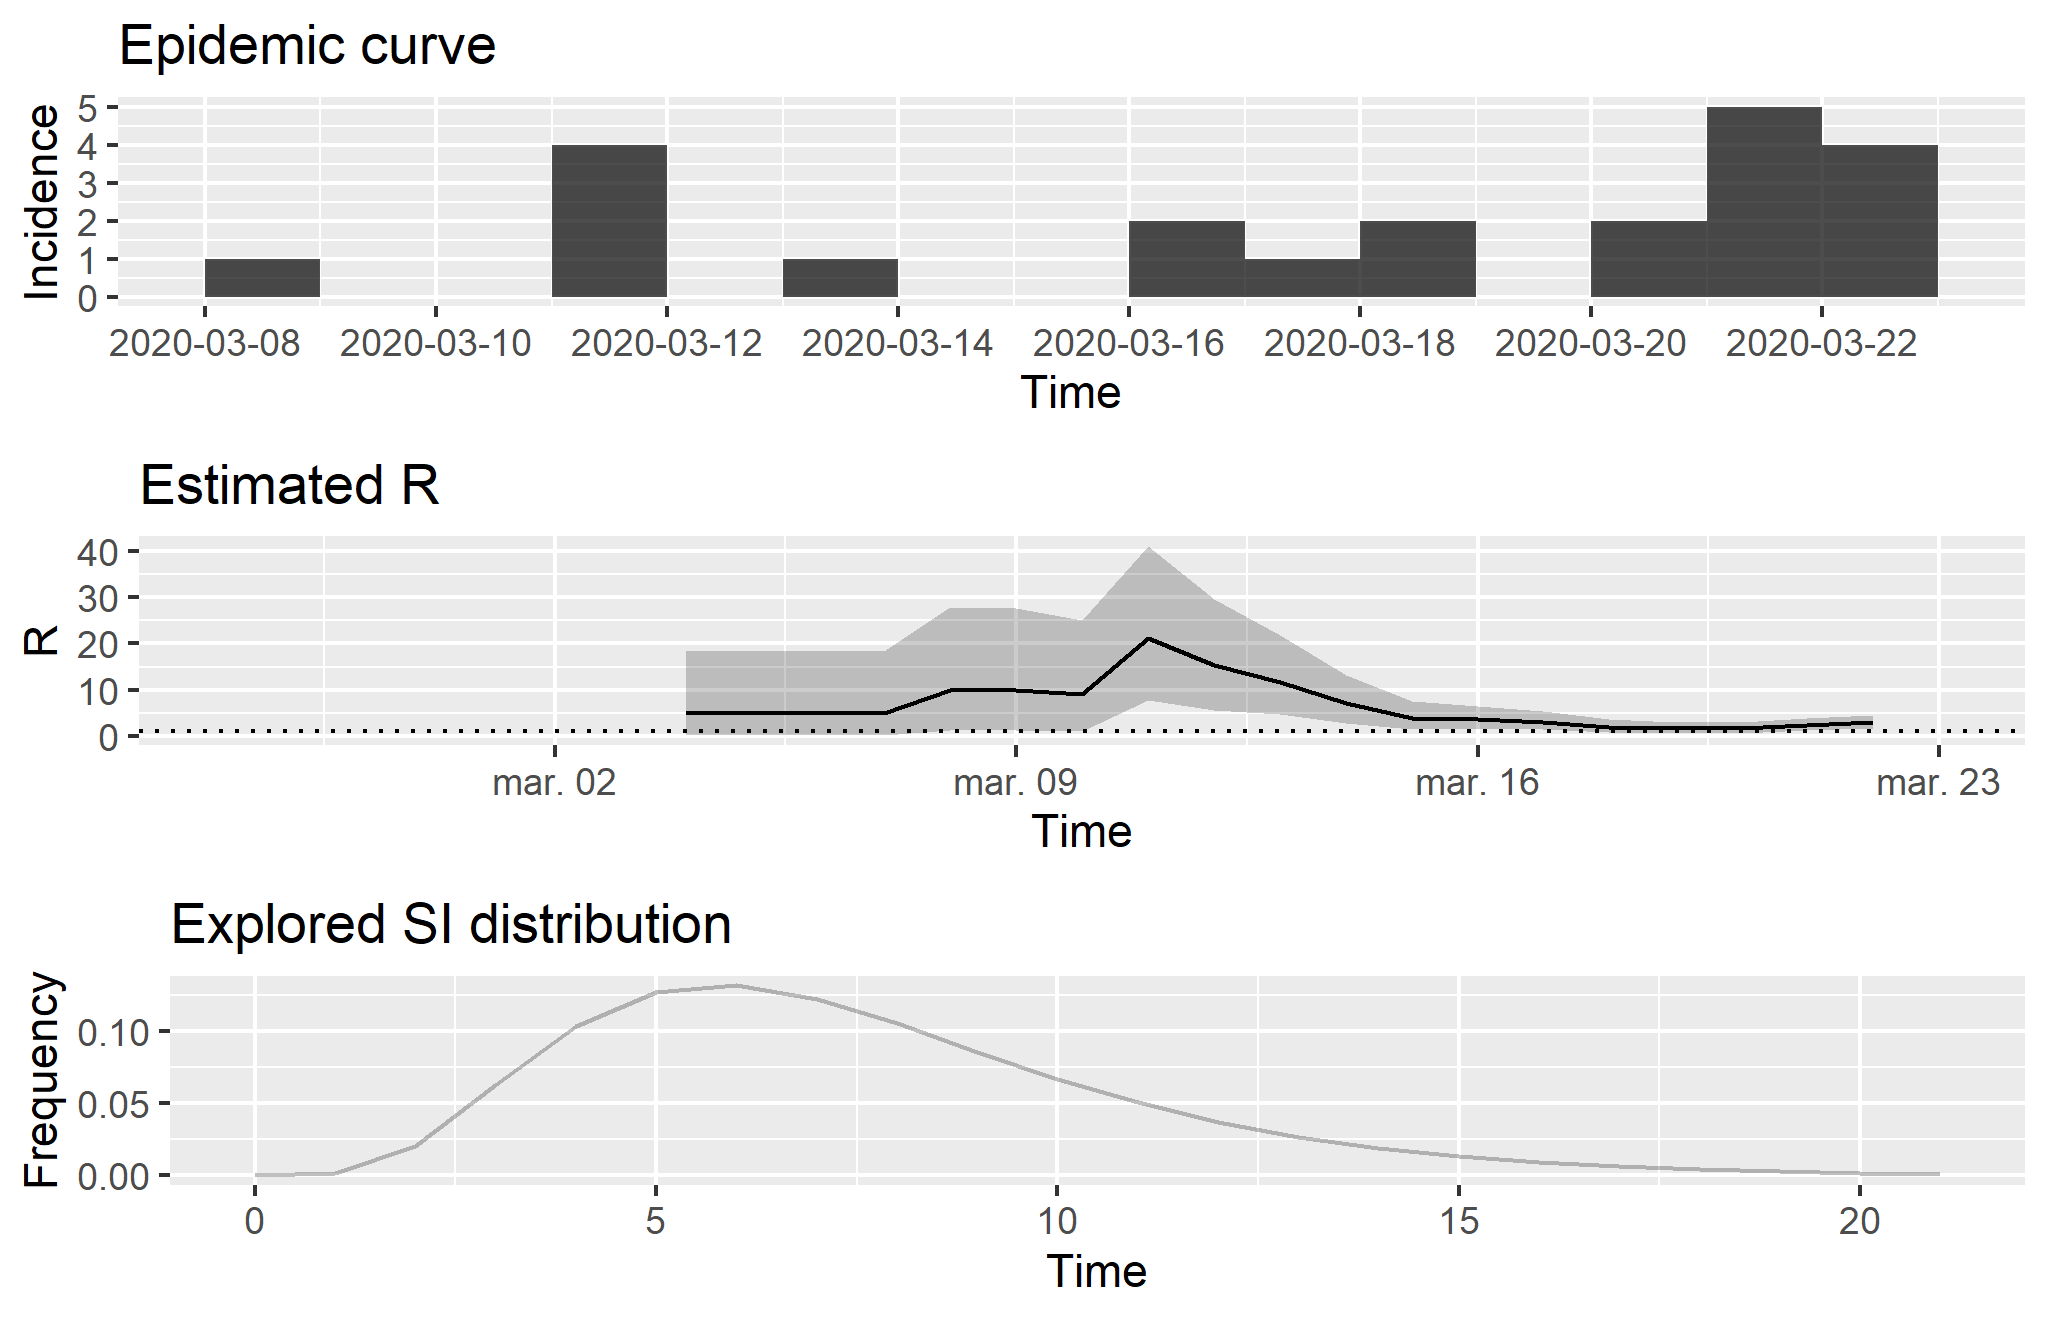 Epidemic curve
Incidence
5
4
3
2
1
0
2020-03-08 2020-03-10 2020-03-12 2020-03-14 2020-03-16 2020-03-18 2020-03-20 2020-03-22
Time
Estimated R
R
40
30
20
10
0
mar. 02 mar. 09 mar. 16 mar. 23
Time
Explored SI distribution
Frequency
0.10
0.05
0.00
0 5 10 15 20
Time